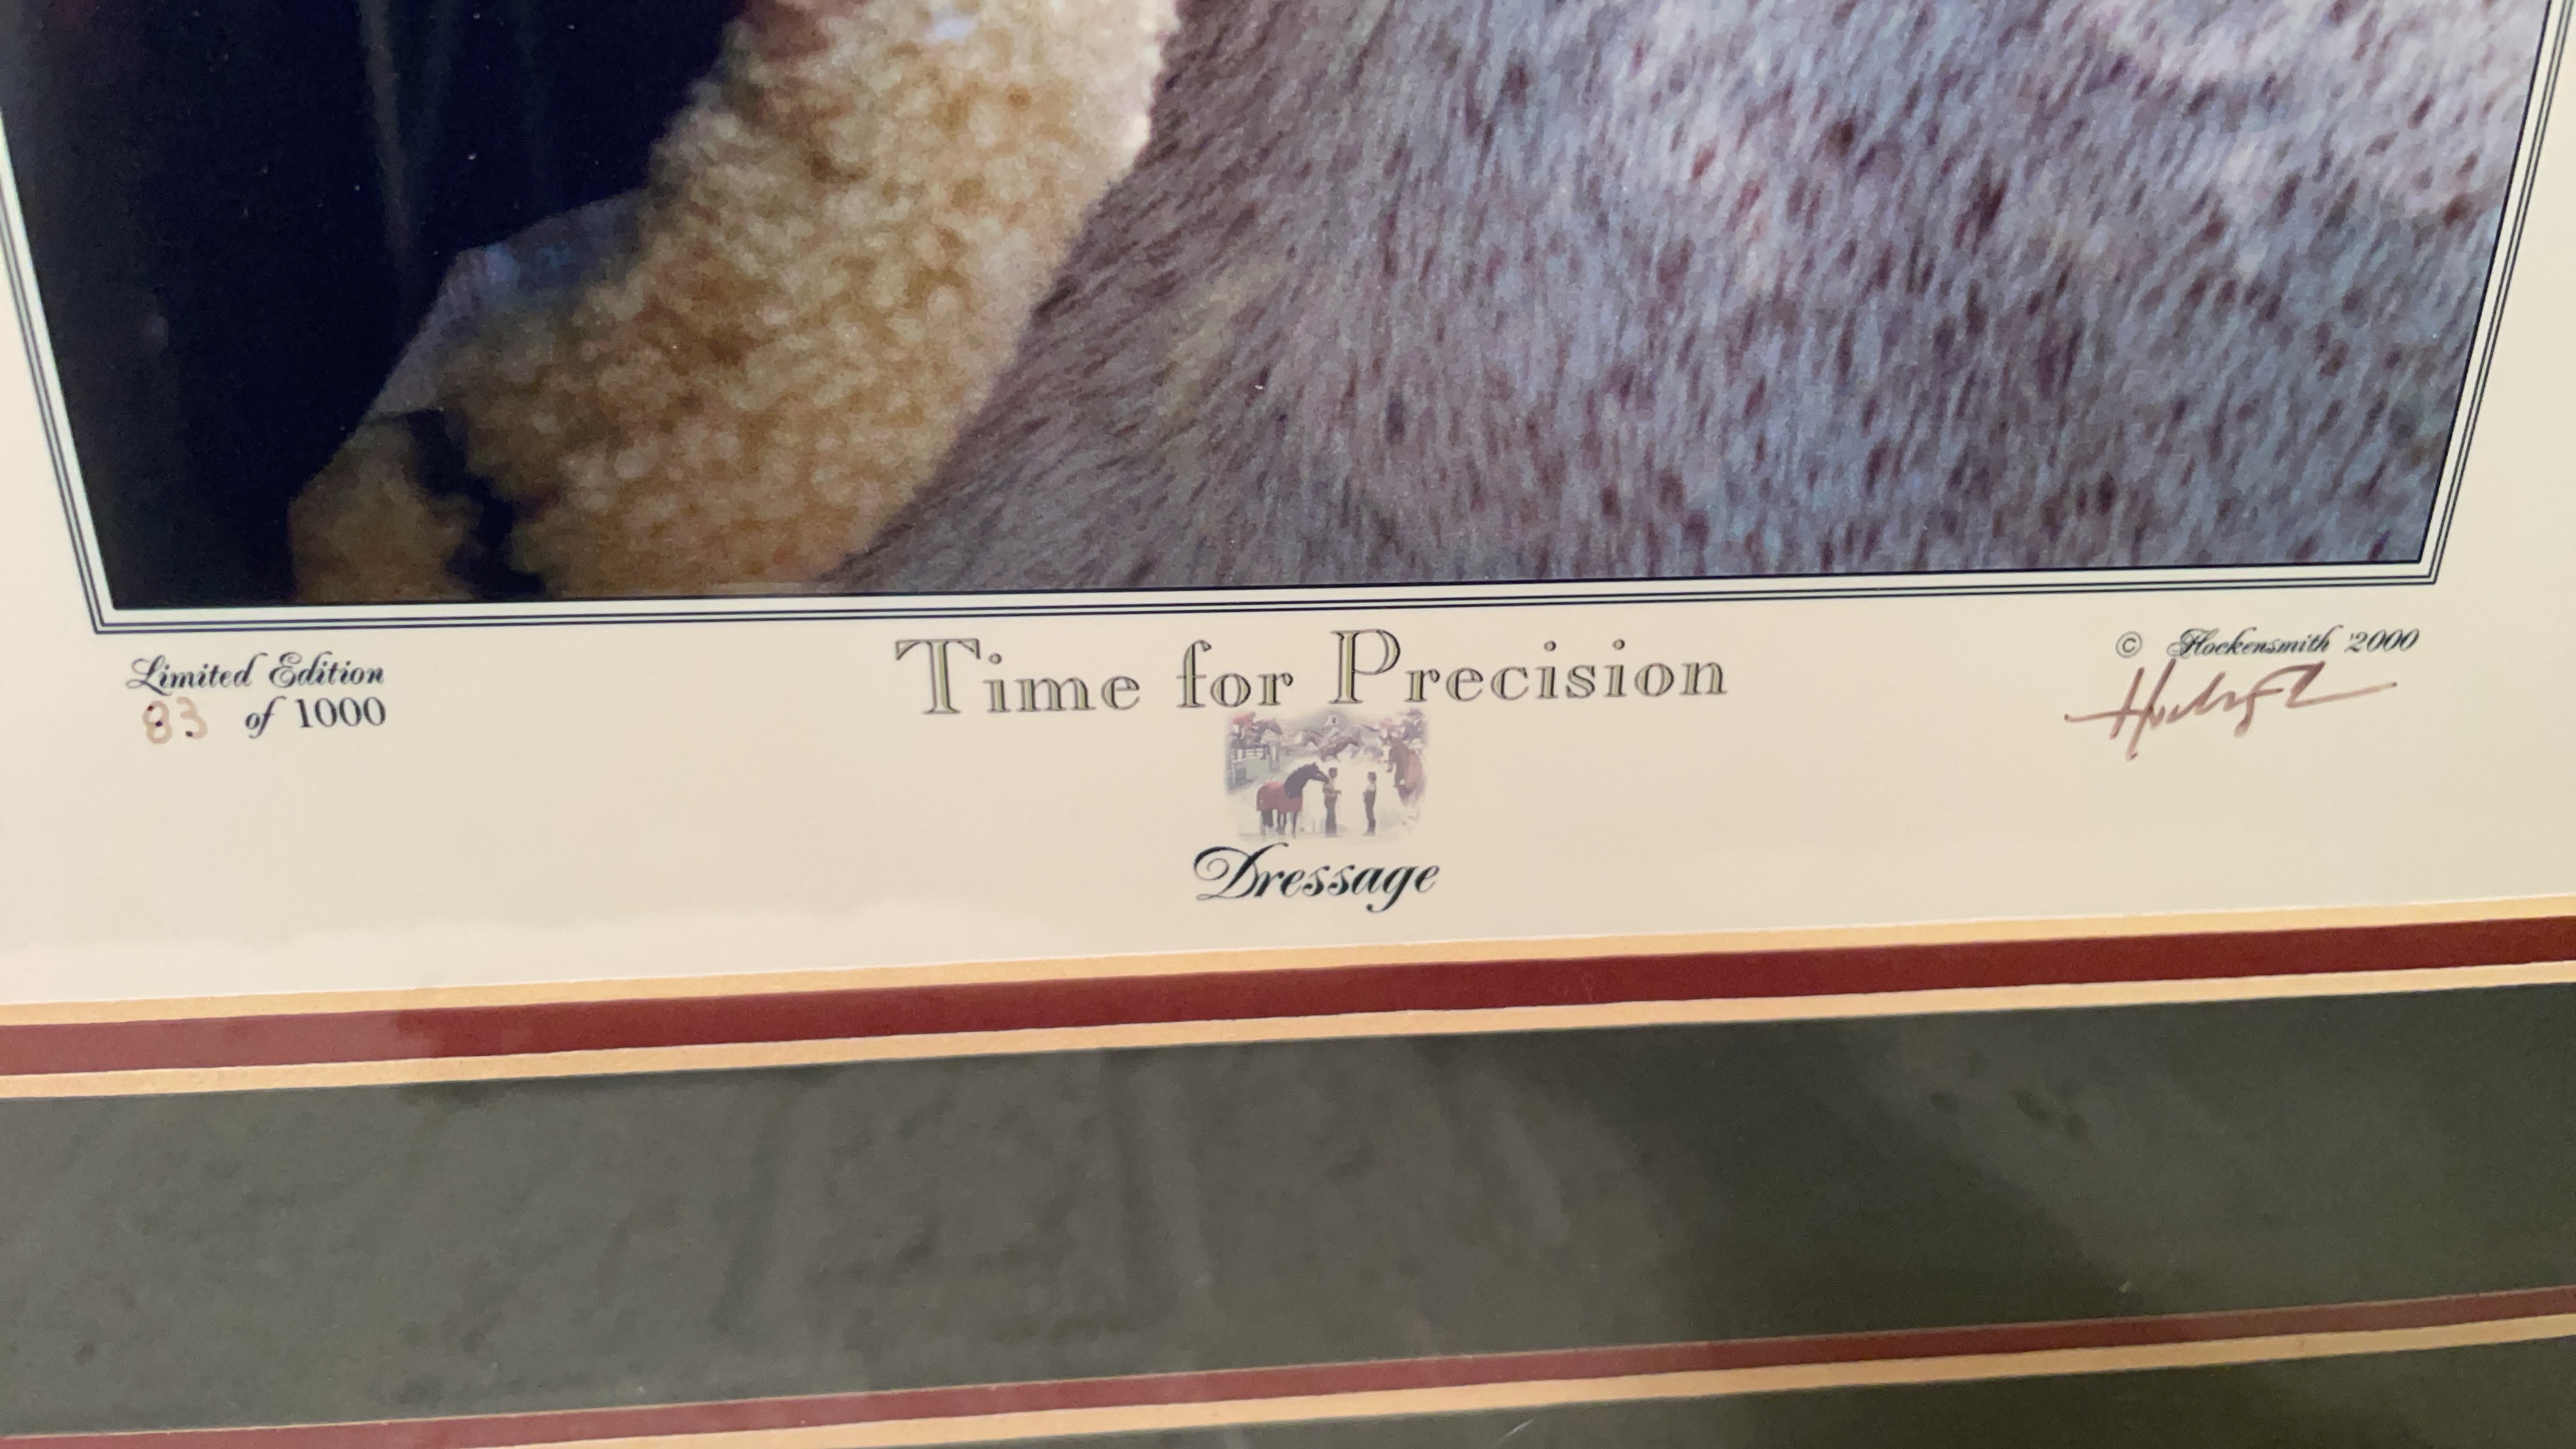 Limited Edition
83 of 1000
Time for Precision
Dressage
© Hockensmith '2000